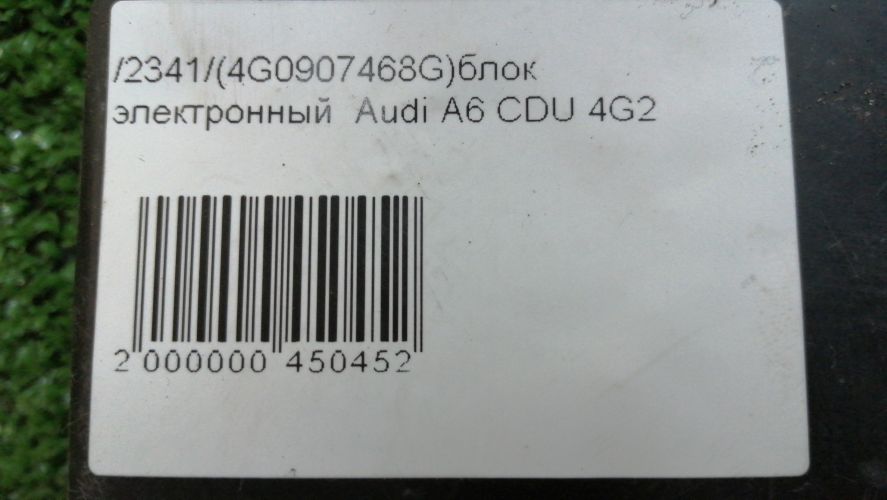 /2341/(4G0907468G)блок
электронный  Audi A6 CDU 4G2
2 000000 450452